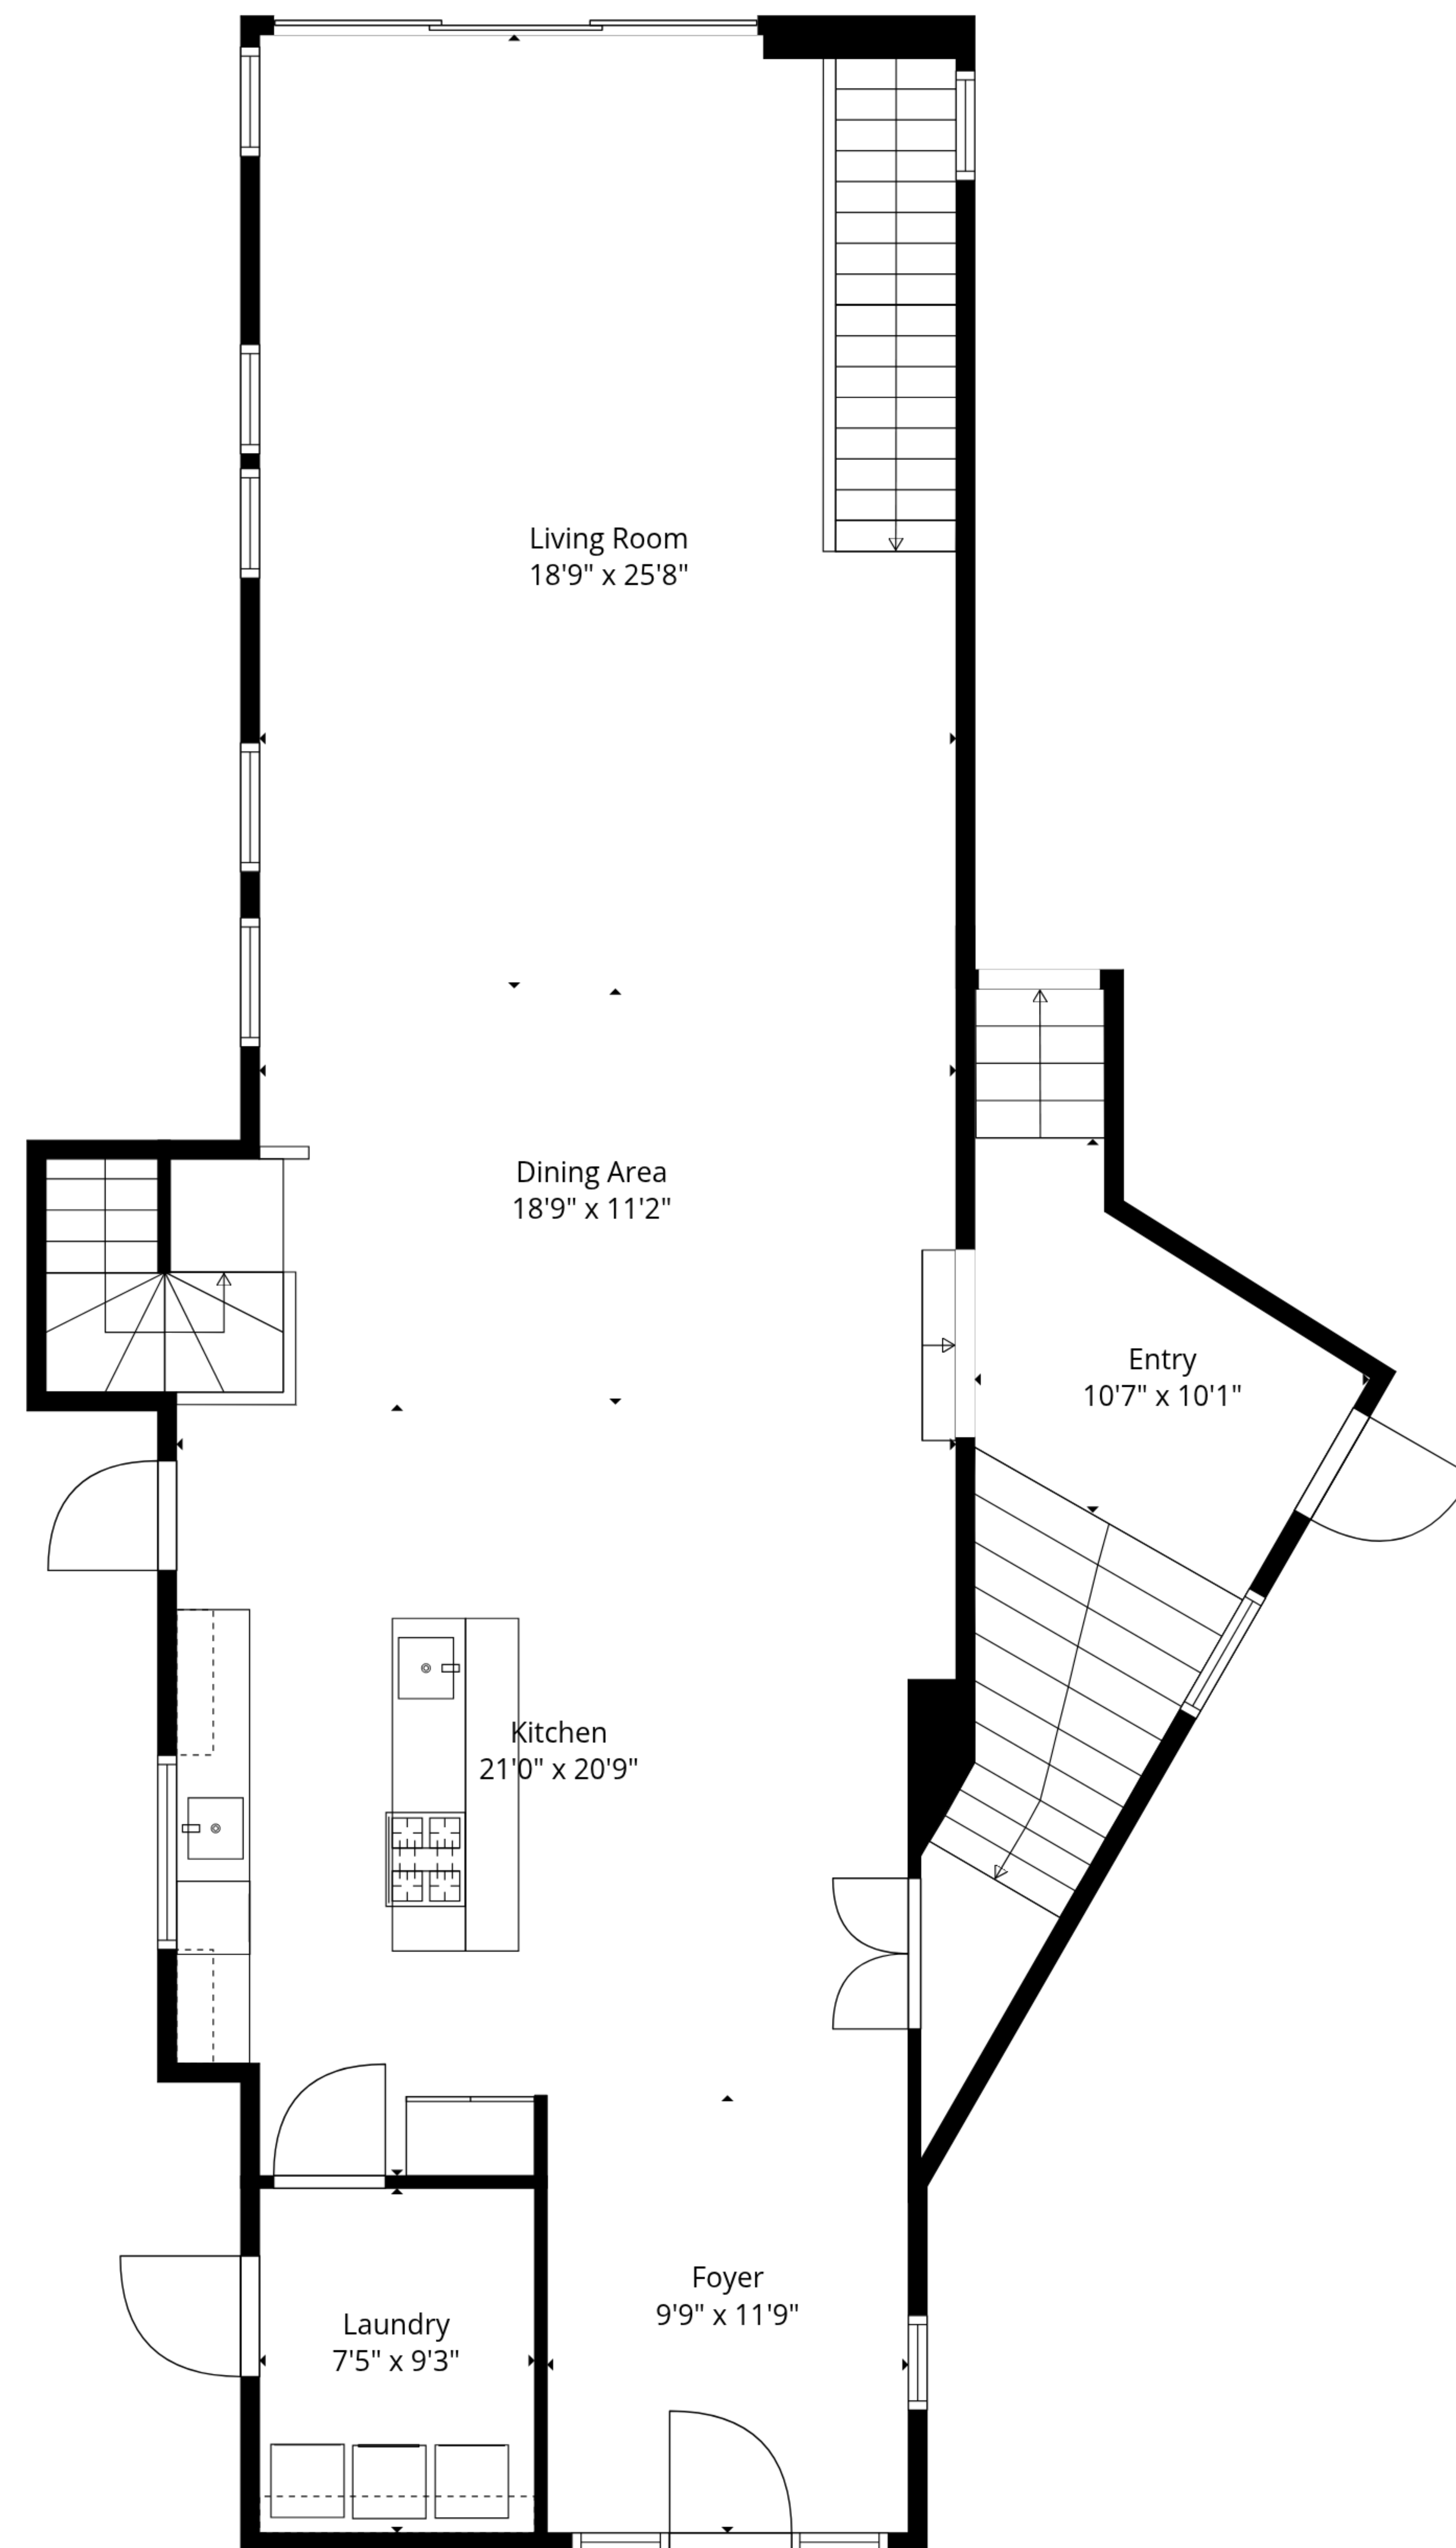 Living Room
18'9" x 25'8"
Dining Area
18'9" x 11'2"
Entry
10'7" x 10'1"
Kitchen
21'0" x 20'9"
Foyer
9'9" x 11'9"
Laundry
7'5" x 9'3"